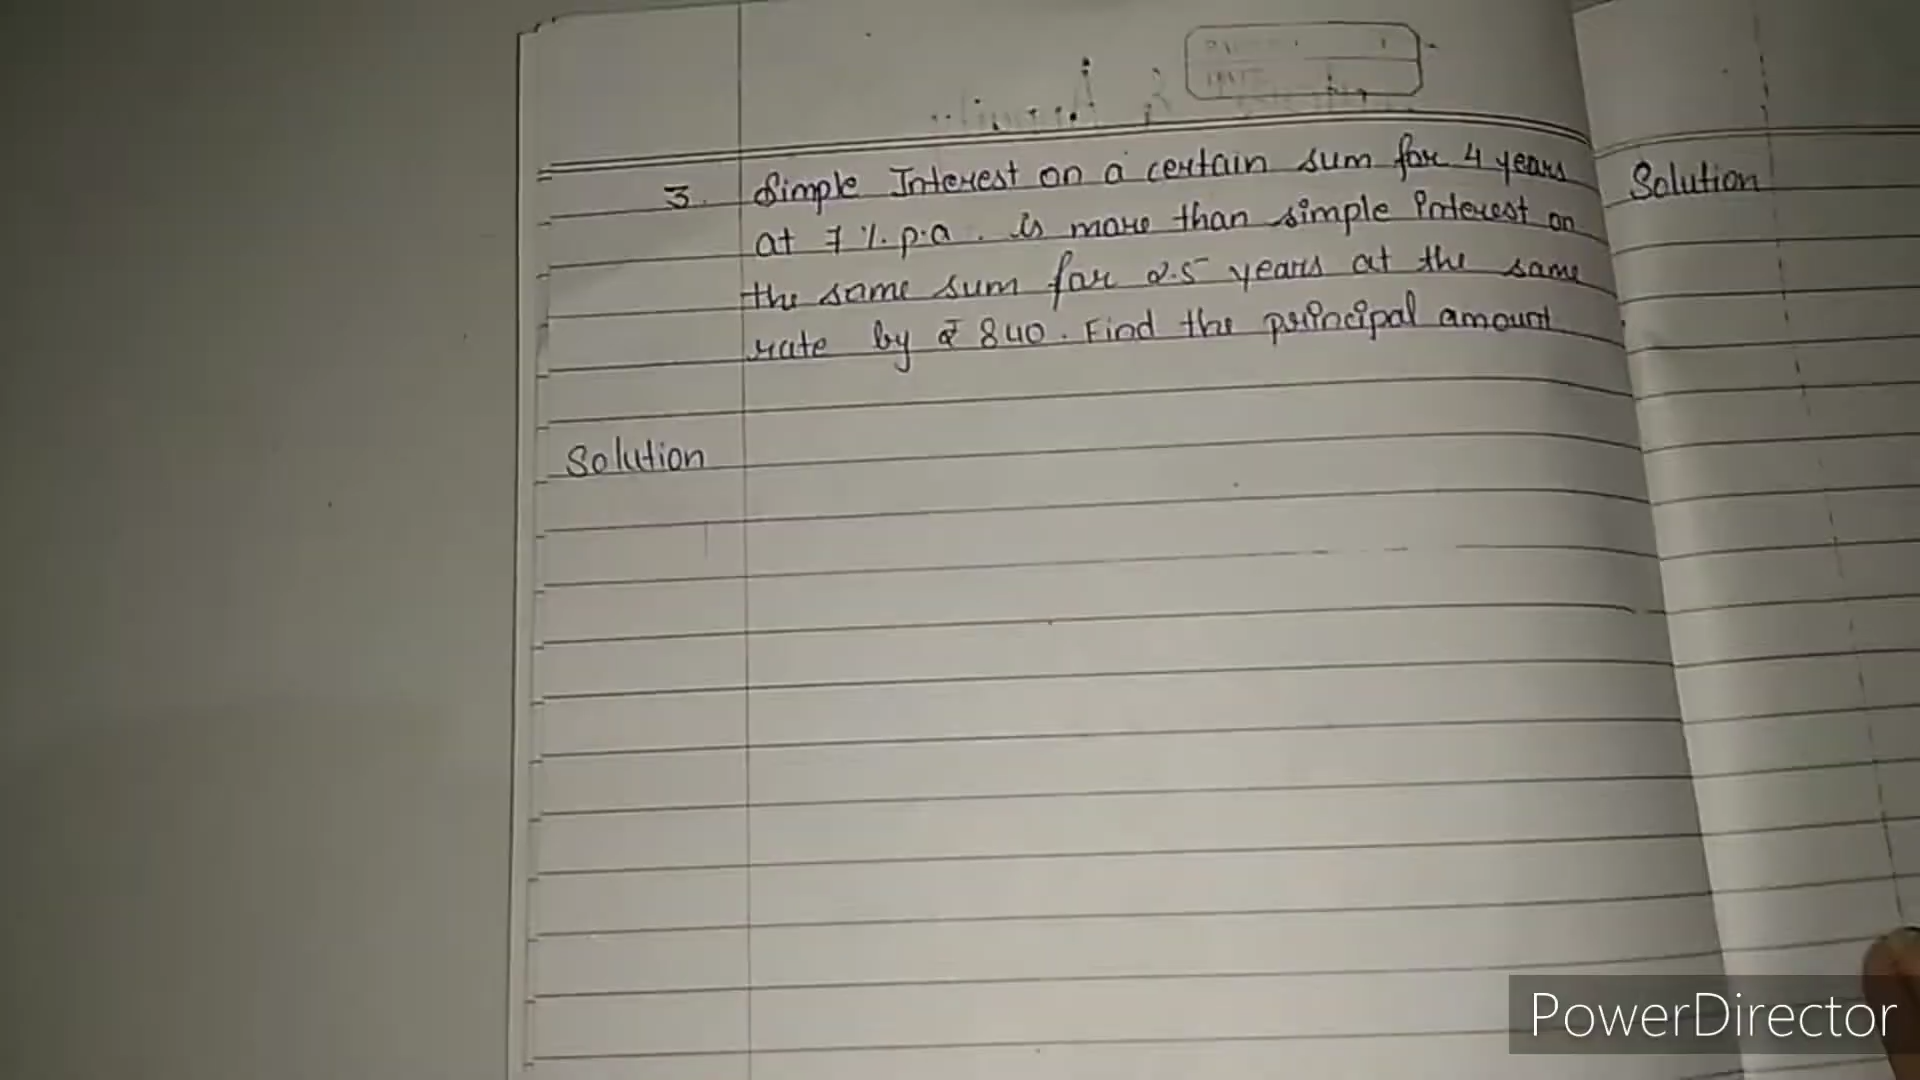 3. Simple Interest on a certain sum for 4 years
at 7%. p.a. is more than simple interest on
the same sum for 2.5 years at the same
rate by ₹ 840. Find the principal amount
Solution
Solution
PowerDirector